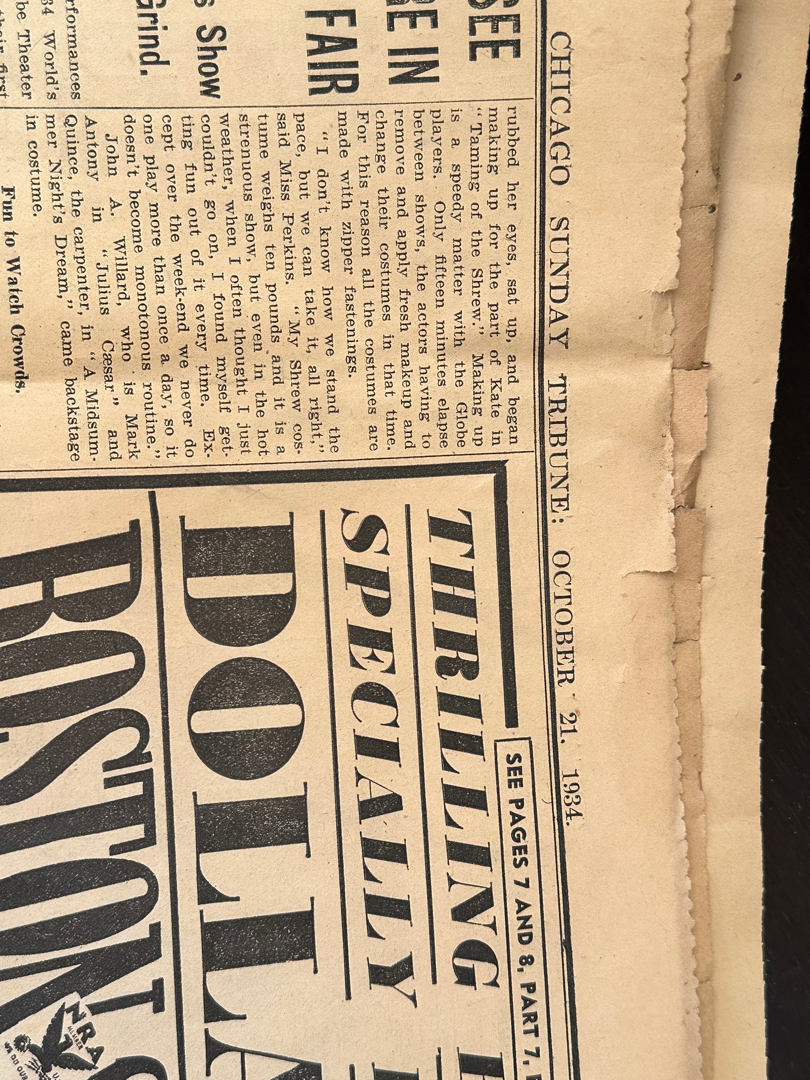 CHICAGO SUNDAY TRIBUNE: OCTOBER 21, 1934.
SEE
IN
FAIR
Show
Grind.
rformances
be Theater
34 World's
their first
rubbed her eyes, sat up, and began
making up for the part of Kate in
“Taming of the Shrew.” Making up
is a speedy matter with the Globe
players. Only fifteen minutes elapse
between shows, the actors having to
remove and apply fresh makeup and
change their costumes in that time.
For this reason all the costumes are
made with zipper fastenings.
“I don't know how we stand the
pace, but we can take it, all right,”
said Miss Perkins. “My Shrew cos-
tume weighs ten pounds and it is a
strenuous show, but even in the hot
weather, when I often thought I just
couldn't go on, I found myself get-
ting fun out of it every time. Ex-
cept over the week-end we never do
one play more than once a day, so it
doesn't become monotonous routine.”
John A. Willard, who is Mark
Antony in “Julius Cæsar” and
Quince, the carpenter, in “A Midsum-
mer Night's Dream,” came backstage
in costume.
Fun to Watch Crowds.
SEE PAGES 7 AND 8, PART 7,
THRILLING
SPECIALLY
DOLLA
BOSTON
NRA
MEMBER